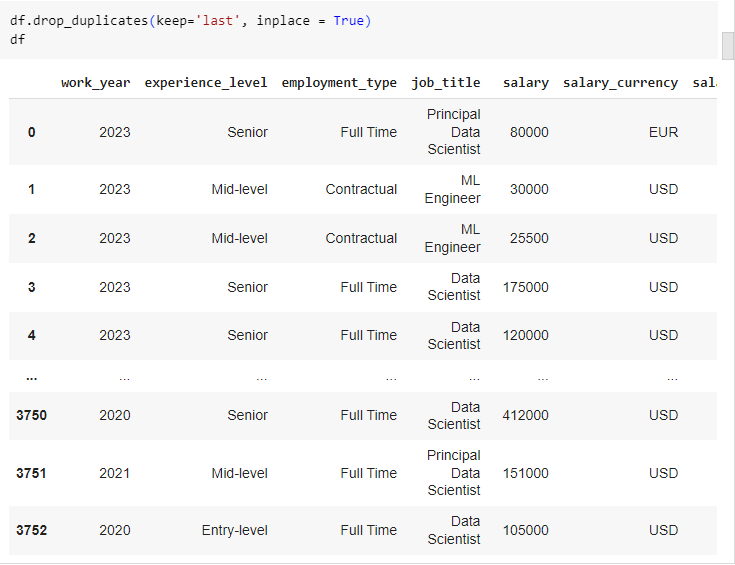 df.drop_duplicates(keep='last', inplace = True)
df
work_year experience_level employment_type job_title salary salary_currency sal
0 2023 Senior Full Time Principal Data Scientist 80000 EUR
1 2023 Mid-level Contractual ML Engineer 30000 USD
2 2023 Mid-level Contractual ML Engineer 25500 USD
3 2023 Senior Full Time Data Scientist 175000 USD
4 2023 Senior Full Time Data Scientist 120000 USD
... ... ... ... ... ... ...
3750 2020 Senior Full Time Data Scientist 412000 USD
3751 2021 Mid-level Full Time Principal Data Scientist 151000 USD
3752 2020 Entry-level Full Time Data Scientist 105000 USD